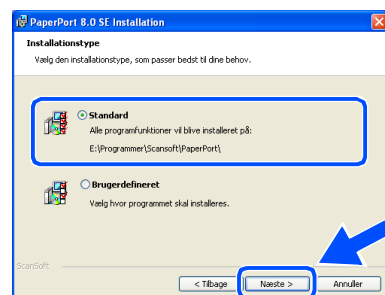 PaperPort 8.0 SE Installation
Installationstype
Vælg den installationstype, som passer bedst til dine behov.
Standard
Alle programfunktioner vil blive installeret på:
E:\Programmer\Scansoft\PaperPort\
Brugerdefineret
Vælg hvor programmet skal installeres.
ScanSoft
< Tilbage Næste > Annuller